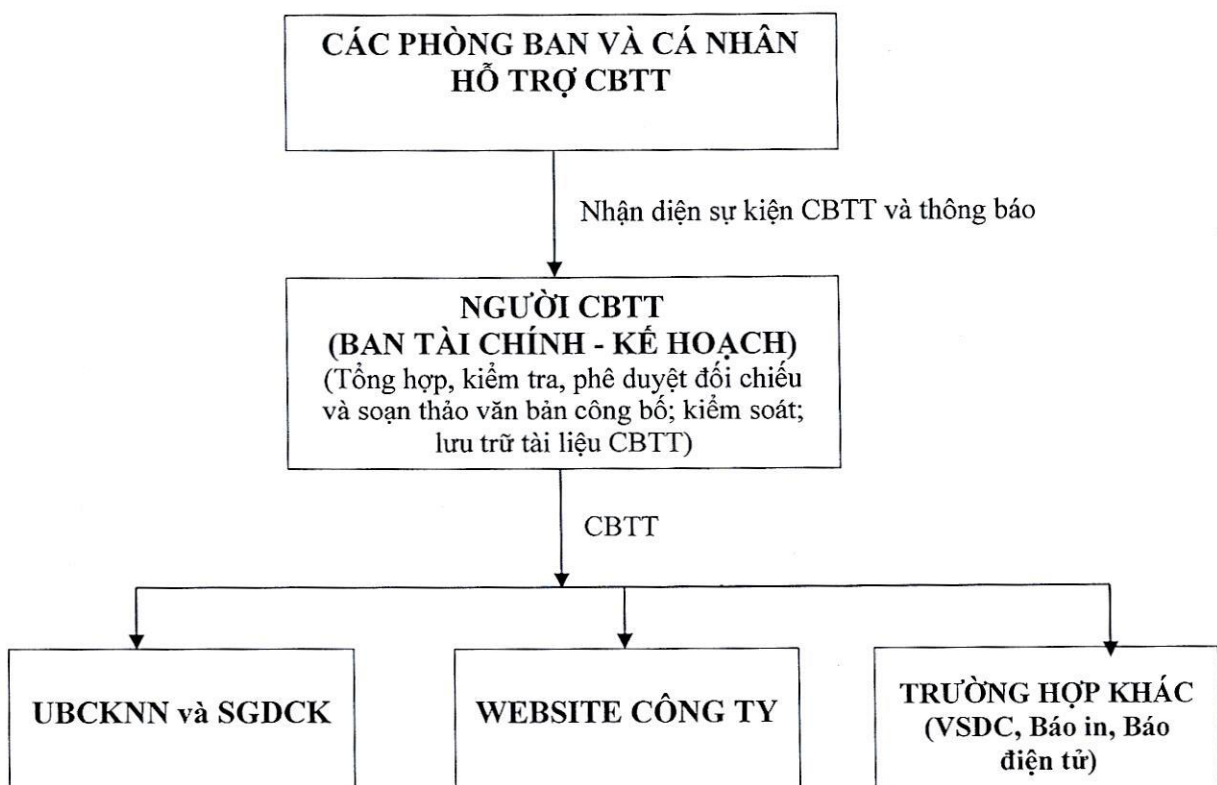 CÁC PHÒNG BAN VÀ CÁ NHÂN
HỖ TRỢ CBTT
Nhận diện sự kiện CBTT và thông báo
NGƯỜI CBTT
(BAN TÀI CHÍNH - KẾ HOẠCH)
(Tổng hợp, kiểm tra, phê duyệt đối chiếu
và soạn thảo văn bản công bố; kiểm soát;
lưu trữ tài liệu CBTT)
CBTT
UBCKNN và SGDCK
WEBSITE CÔNG TY
TRƯỜNG HỢP KHÁC
(VSDC, Báo in, Báo
điện tử)